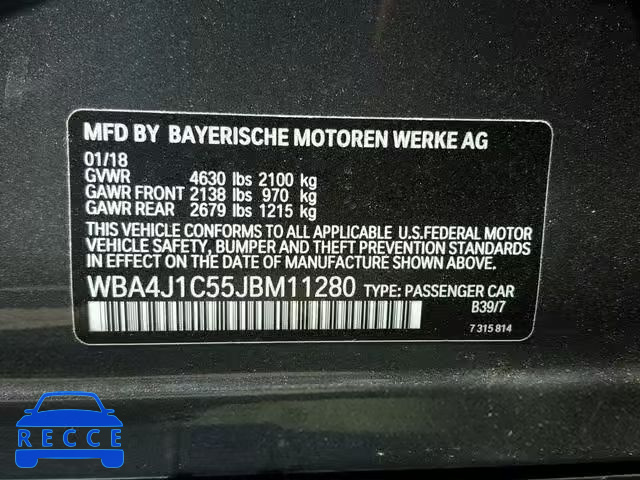 MFD BY BAYERISCHE MOTOREN WERKE AG
01/18
GVWR 4630 lbs 2100 kg
GAWR FRONT 2138 lbs 970 kg
GAWR REAR 2679 lbs 1215 kg
THIS VEHICLE CONFORMS TO ALL APPLICABLE U.S.FEDERAL MOTOR
VEHICLE SAFETY, BUMPER AND THEFT PREVENTION STANDARDS
IN EFFECT ON THE DATE OF MANUFACTURE SHOWN ABOVE.
WBA4J1C55JBM11280 TYPE: PASSENGER CAR
B39/7
7 315 814
RECCE